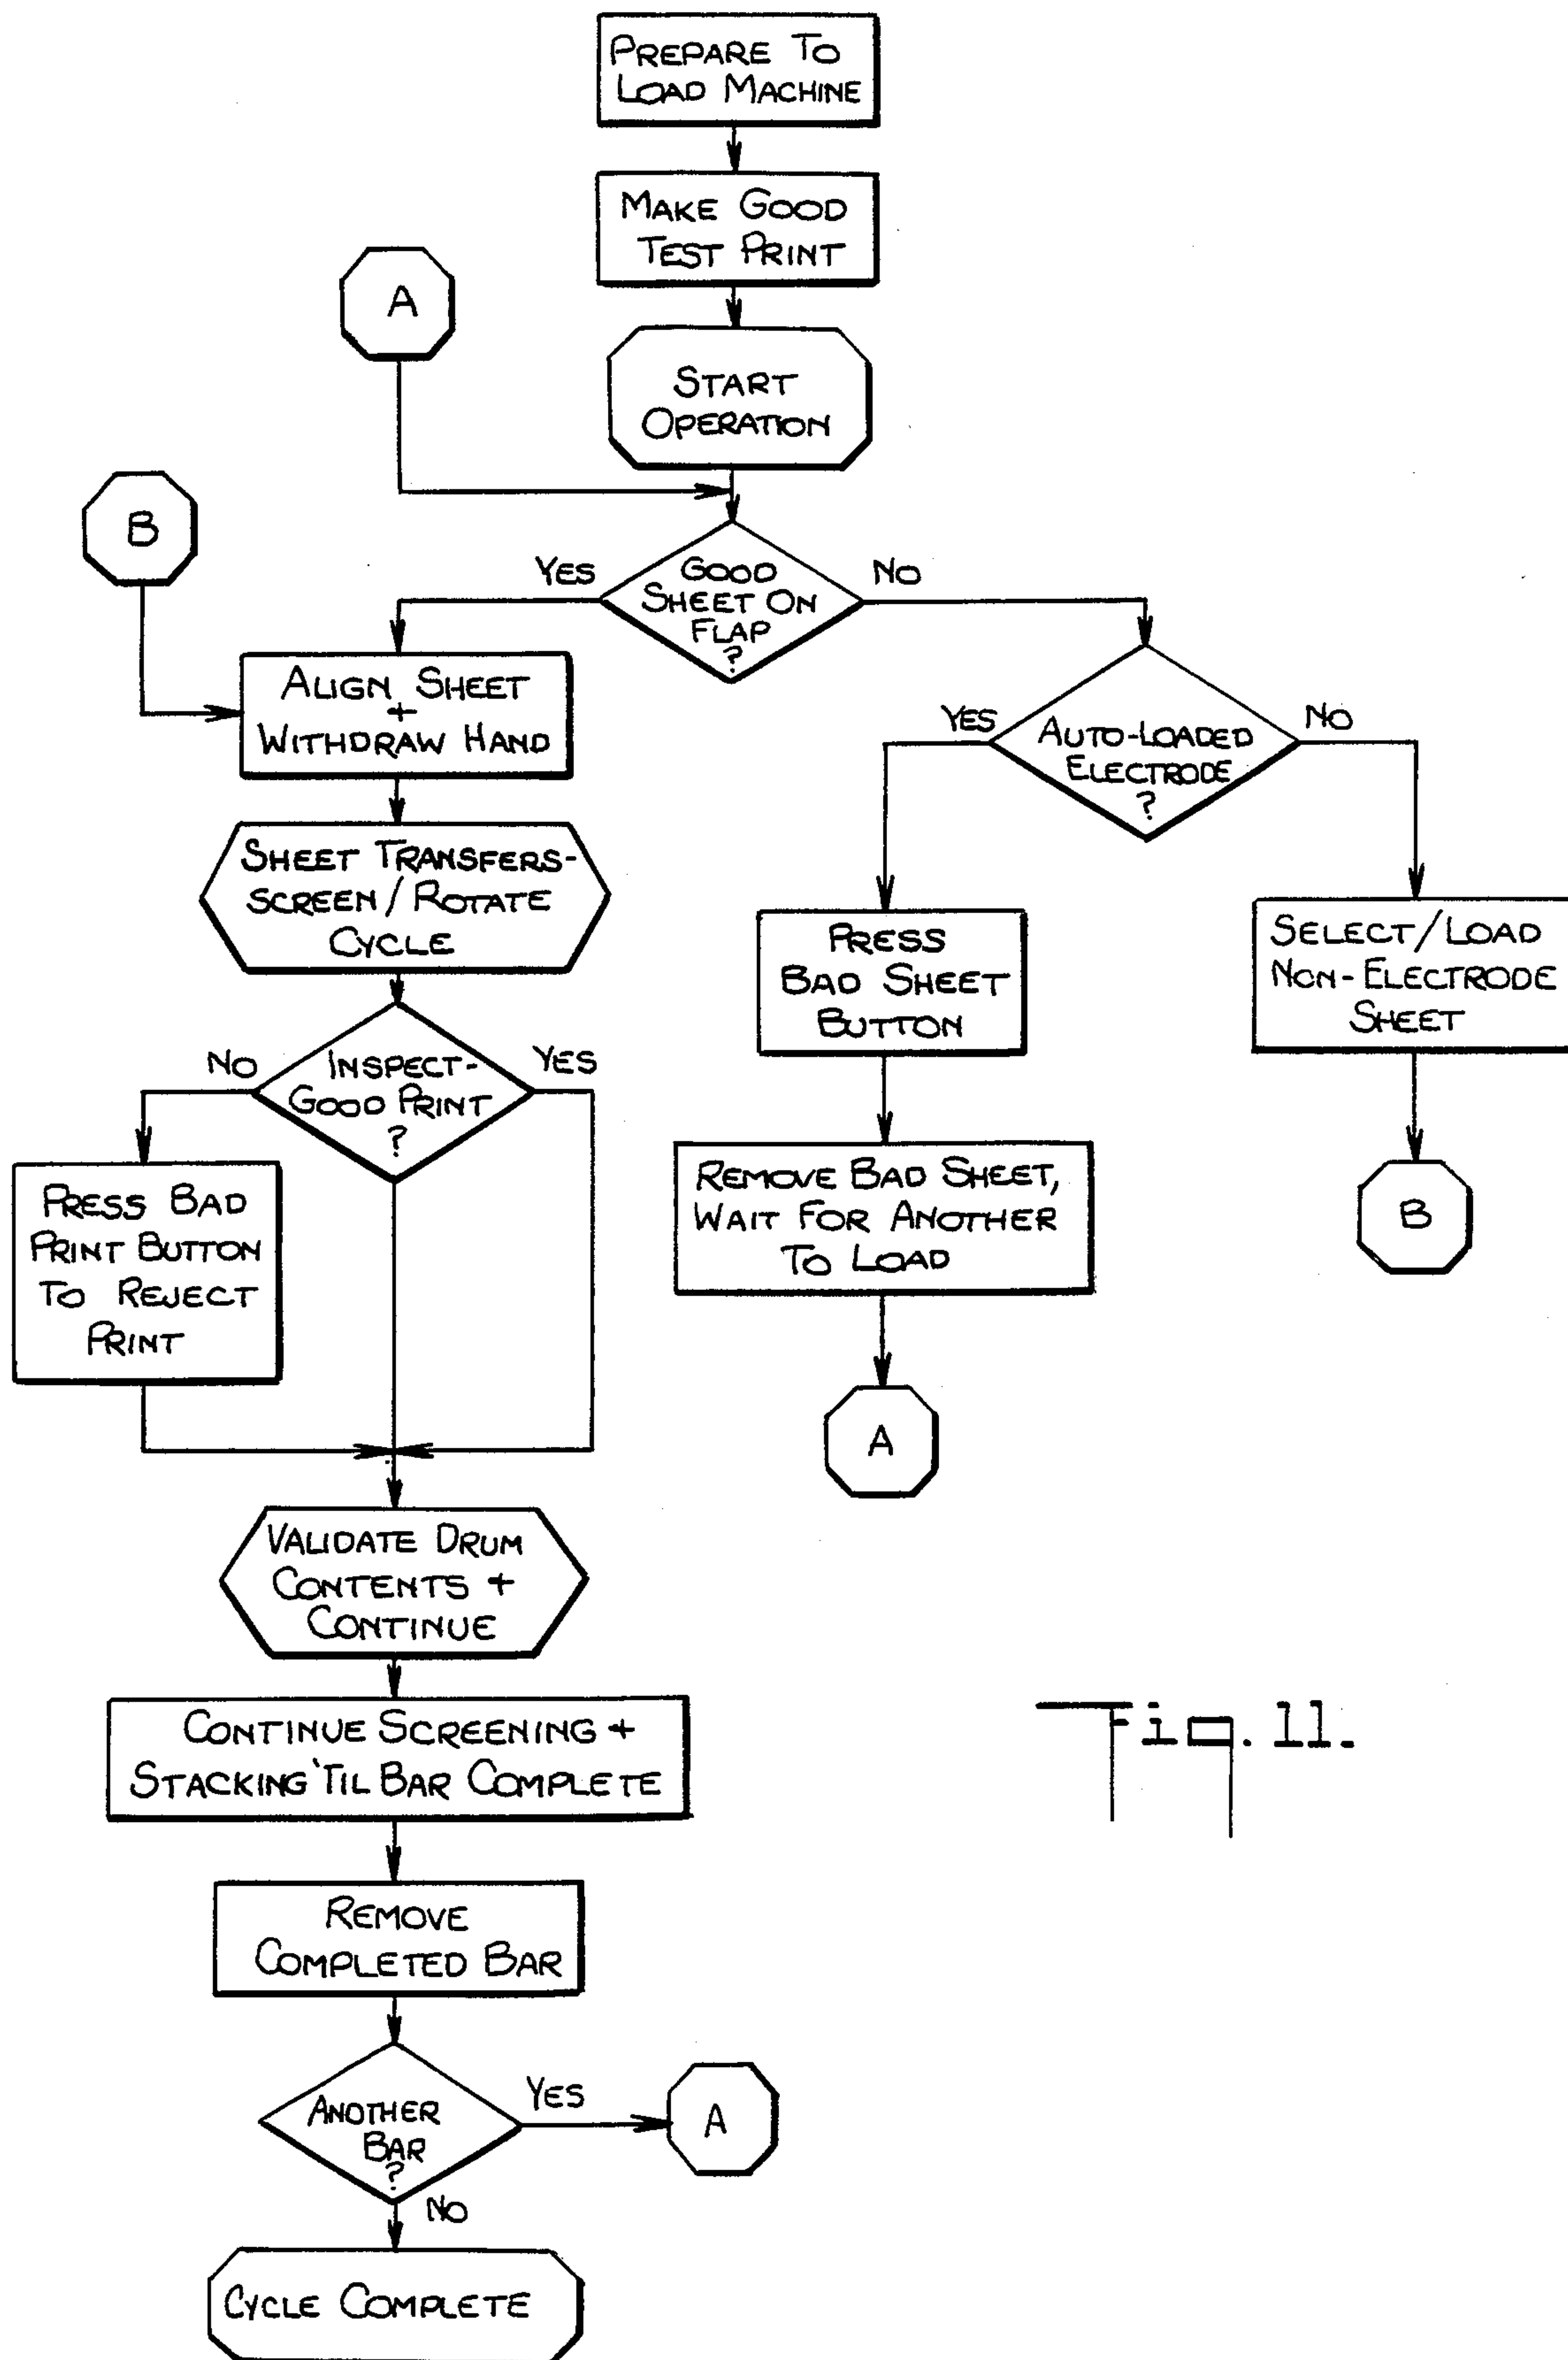 PREPARE TO
LOAD MACHINE
MAKE GOOD
TEST PRINT
A
START
OPERATION
B
YES
GOOD
SHEET ON
FLAP
?
NO
ALIGN SHEET
+
WITHDRAW HAND
YES
AUTO-LOADED
ELECTRODE
?
NO
SHEET TRANSFERS-
SCREEN/ROTATE
CYCLE
PRESS
BAD SHEET
BUTTON
SELECT/LOAD
NON-ELECTRODE
SHEET
NO
INSPECT-
GOOD PRINT
?
YES
PRESS BAD
PRINT BUTTON
TO REJECT
PRINT
REMOVE BAD SHEET,
WAIT FOR ANOTHER
TO LOAD
B
A
VALIDATE DRUM
CONTENTS +
CONTINUE
CONTINUE SCREENING +
STACKING 'TIL BAR COMPLETE
Fig. 11.
REMOVE
COMPLETED BAR
ANOTHER
BAR
?
YES
A
NO
CYCLE COMPLETE